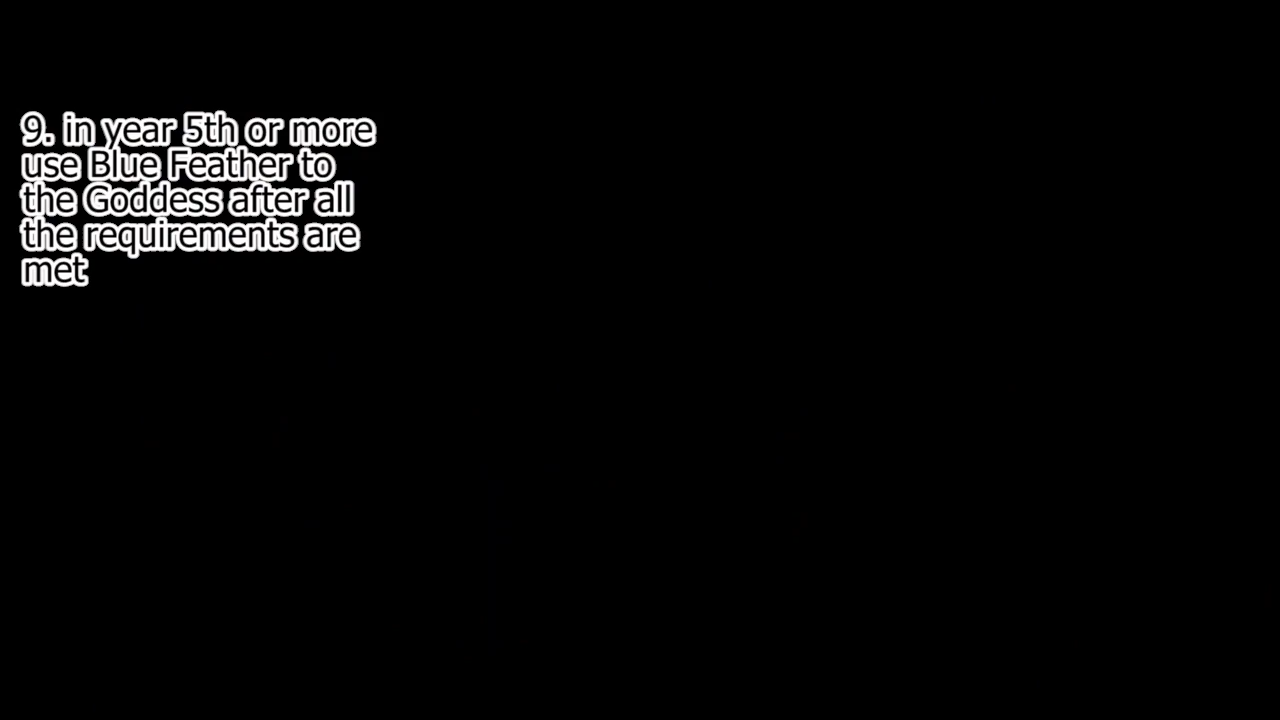 9. in year 5th or more
use Blue Feather to
the Goddess after all
the requirements are
met